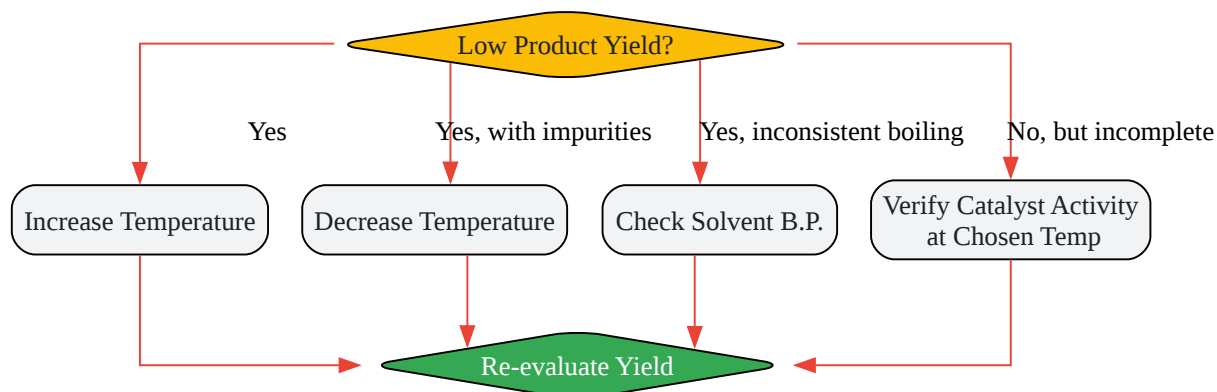 Low Product Yield?
Yes
Yes, with impurities
Yes, inconsistent boiling
No, but incomplete
Increase Temperature
Decrease Temperature
Check Solvent B.P.
Verify Catalyst Activity
at Chosen Temp
Re-evaluate Yield